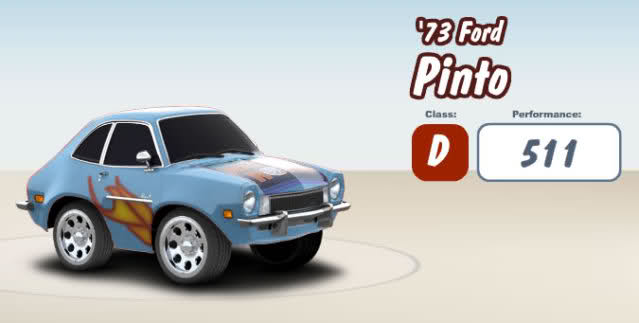 '73 Ford
Pinto
Class:
Performance:
D
511